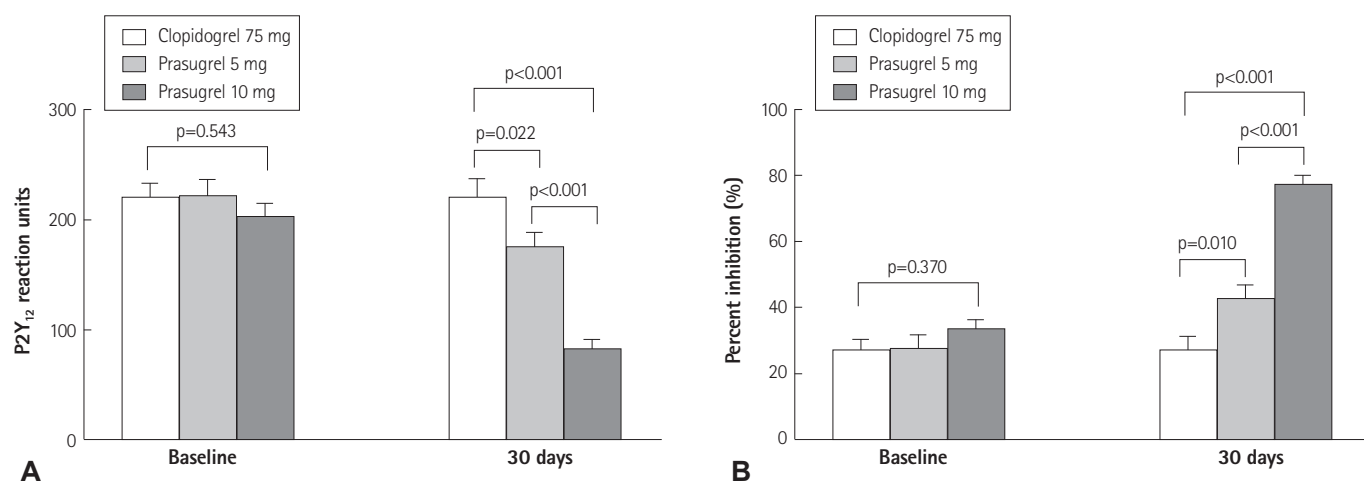 Clopidogrel 75 mg
Prasugrel 5 mg
Prasugrel 10 mg
P2Y₁₂ reaction units
300
200
100
0
p=0.543
p<0.001
p=0.022
p<0.001
Baseline
30 days
A
Clopidogrel 75 mg
Prasugrel 5 mg
Prasugrel 10 mg
Percent inhibition (%)
100
80
60
40
20
0
p=0.370
p<0.001
p<0.001
p=0.010
Baseline
30 days
B